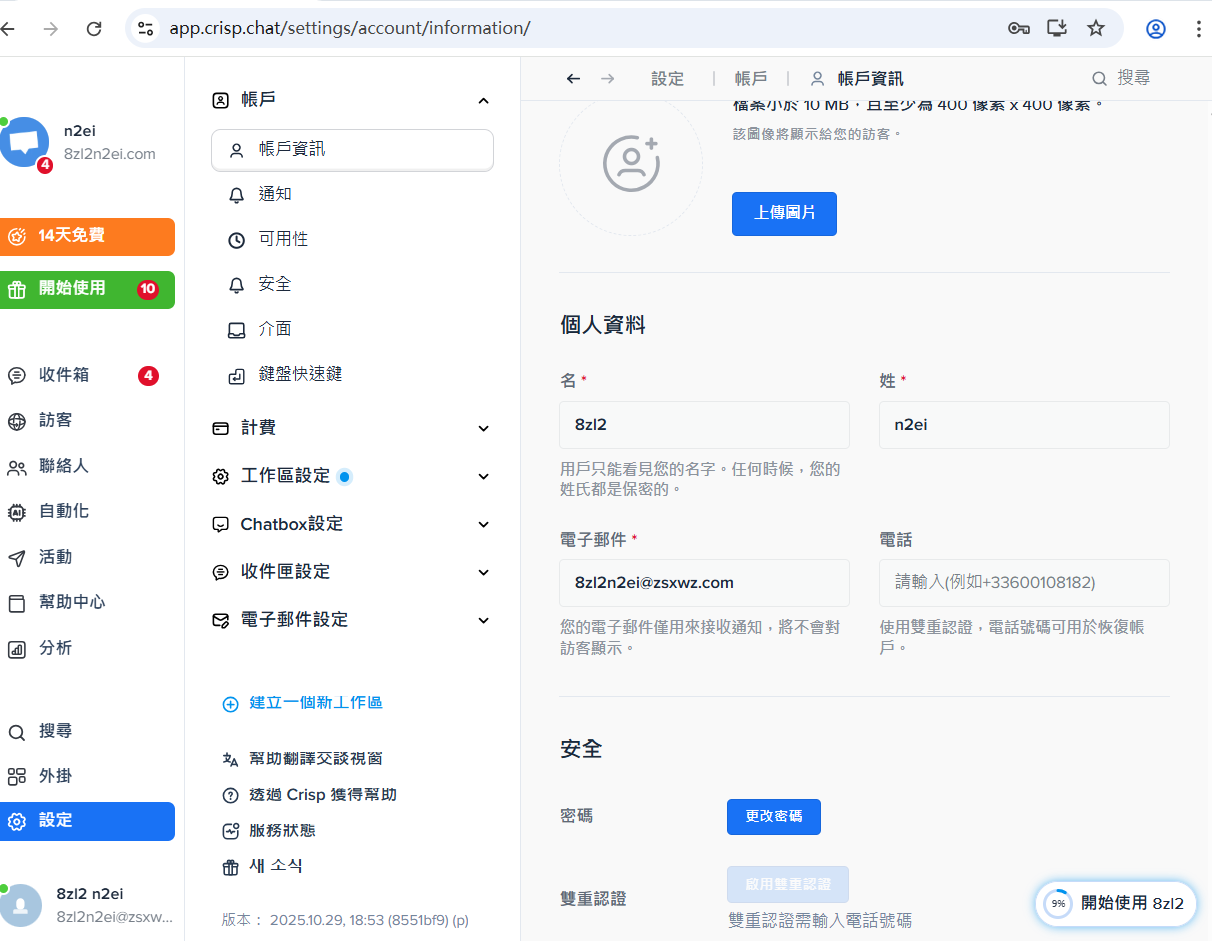 app.crisp.chat/settings/account/information/
n2ei
8zl2n2ei.com
4
14天免費
開始使用
10
收件箱
4
訪客
聯絡人
自動化
活動
幫助中心
分析
搜尋
外掛
設定
8zl2 n2ei
8zl2n2ei@zsxw...
帳戶
帳戶資訊
通知
可用性
安全
介面
鍵盤快速鍵
計費
工作區設定
Chatbox設定
收件匣設定
電子郵件設定
建立一個新工作區
幫助翻譯交談視窗
透過 Crisp 獲得幫助
服務狀態
새 소식
版本： 2025.10.29, 18:53 (8551bf9) (p)
設定 | 帳戶 | 帳戶資訊
搜尋
檔案小於 10 MB，且至少為 400 像素 x 400 像素。
該圖像將顯示給您的訪客。
上傳圖片
個人資料
名 *
8zl2
用戶只能看見您的名字。任何時候，您的
姓氏都是保密的。
姓 *
n2ei
電子郵件 *
8zl2n2ei@zsxwz.com
您的電子郵件僅用來接收通知，將不會對
訪客顯示。
電話
請輸入(例如+33600108182)
使用雙重認證，電話號碼可用於恢復帳
戶。
安全
密碼
更改密碼
雙重認證
啟用雙重認證
雙重認證需輸入電話號碼
9%
開始使用 8zl2